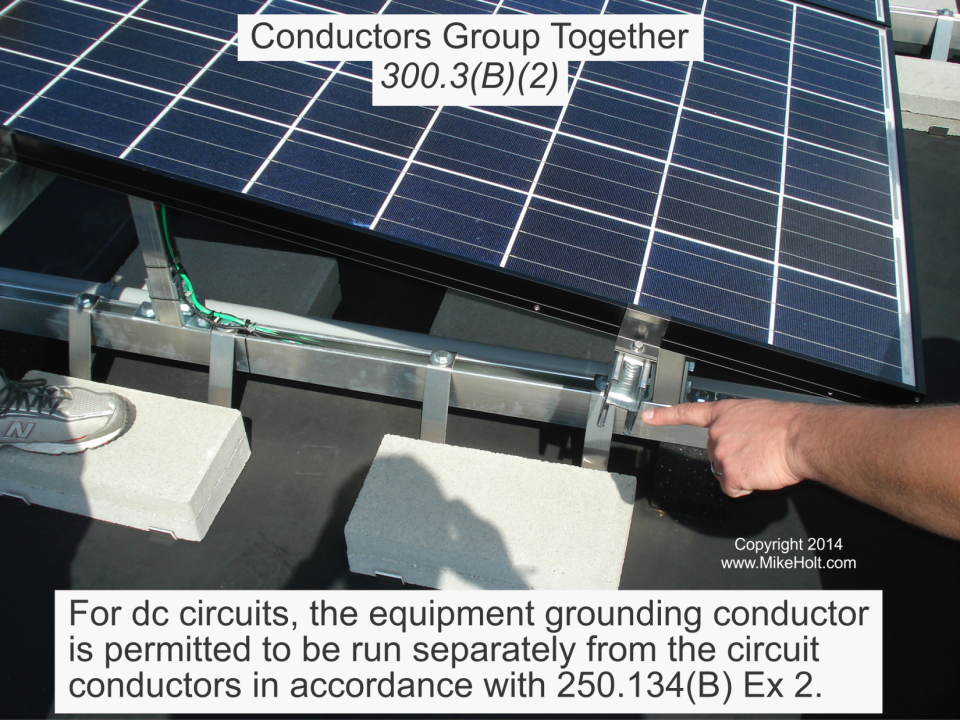 Conductors Group Together
300.3(B)(2)
N
Copyright 2014
www.MikeHolt.com
For dc circuits, the equipment grounding conductor
is permitted to be run separately from the circuit
conductors in accordance with 250.134(B) Ex 2.